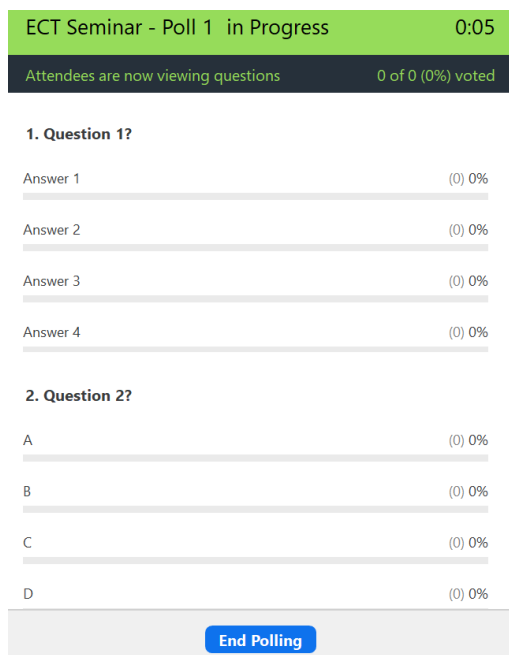 ECT Seminar - Poll 1 in Progress 0:05
Attendees are now viewing questions 0 of 0 (0%) voted
1. Question 1?
Answer 1 (0) 0%
Answer 2 (0) 0%
Answer 3 (0) 0%
Answer 4 (0) 0%
2. Question 2?
A (0) 0%
B (0) 0%
C (0) 0%
D (0) 0%
End Polling